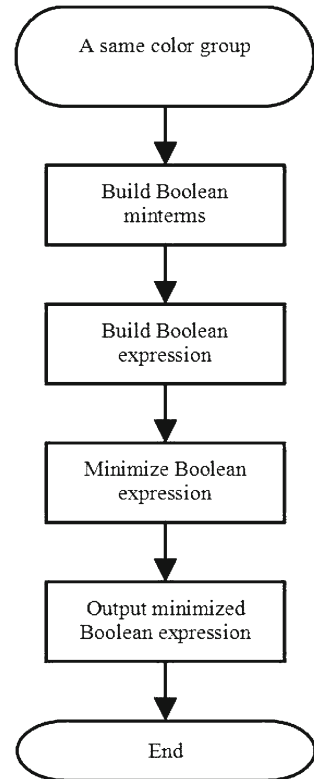 A same color group
Build Boolean
minterms
Build Boolean
expression
Minimize Boolean
expression
Output minimized
Boolean expression
End